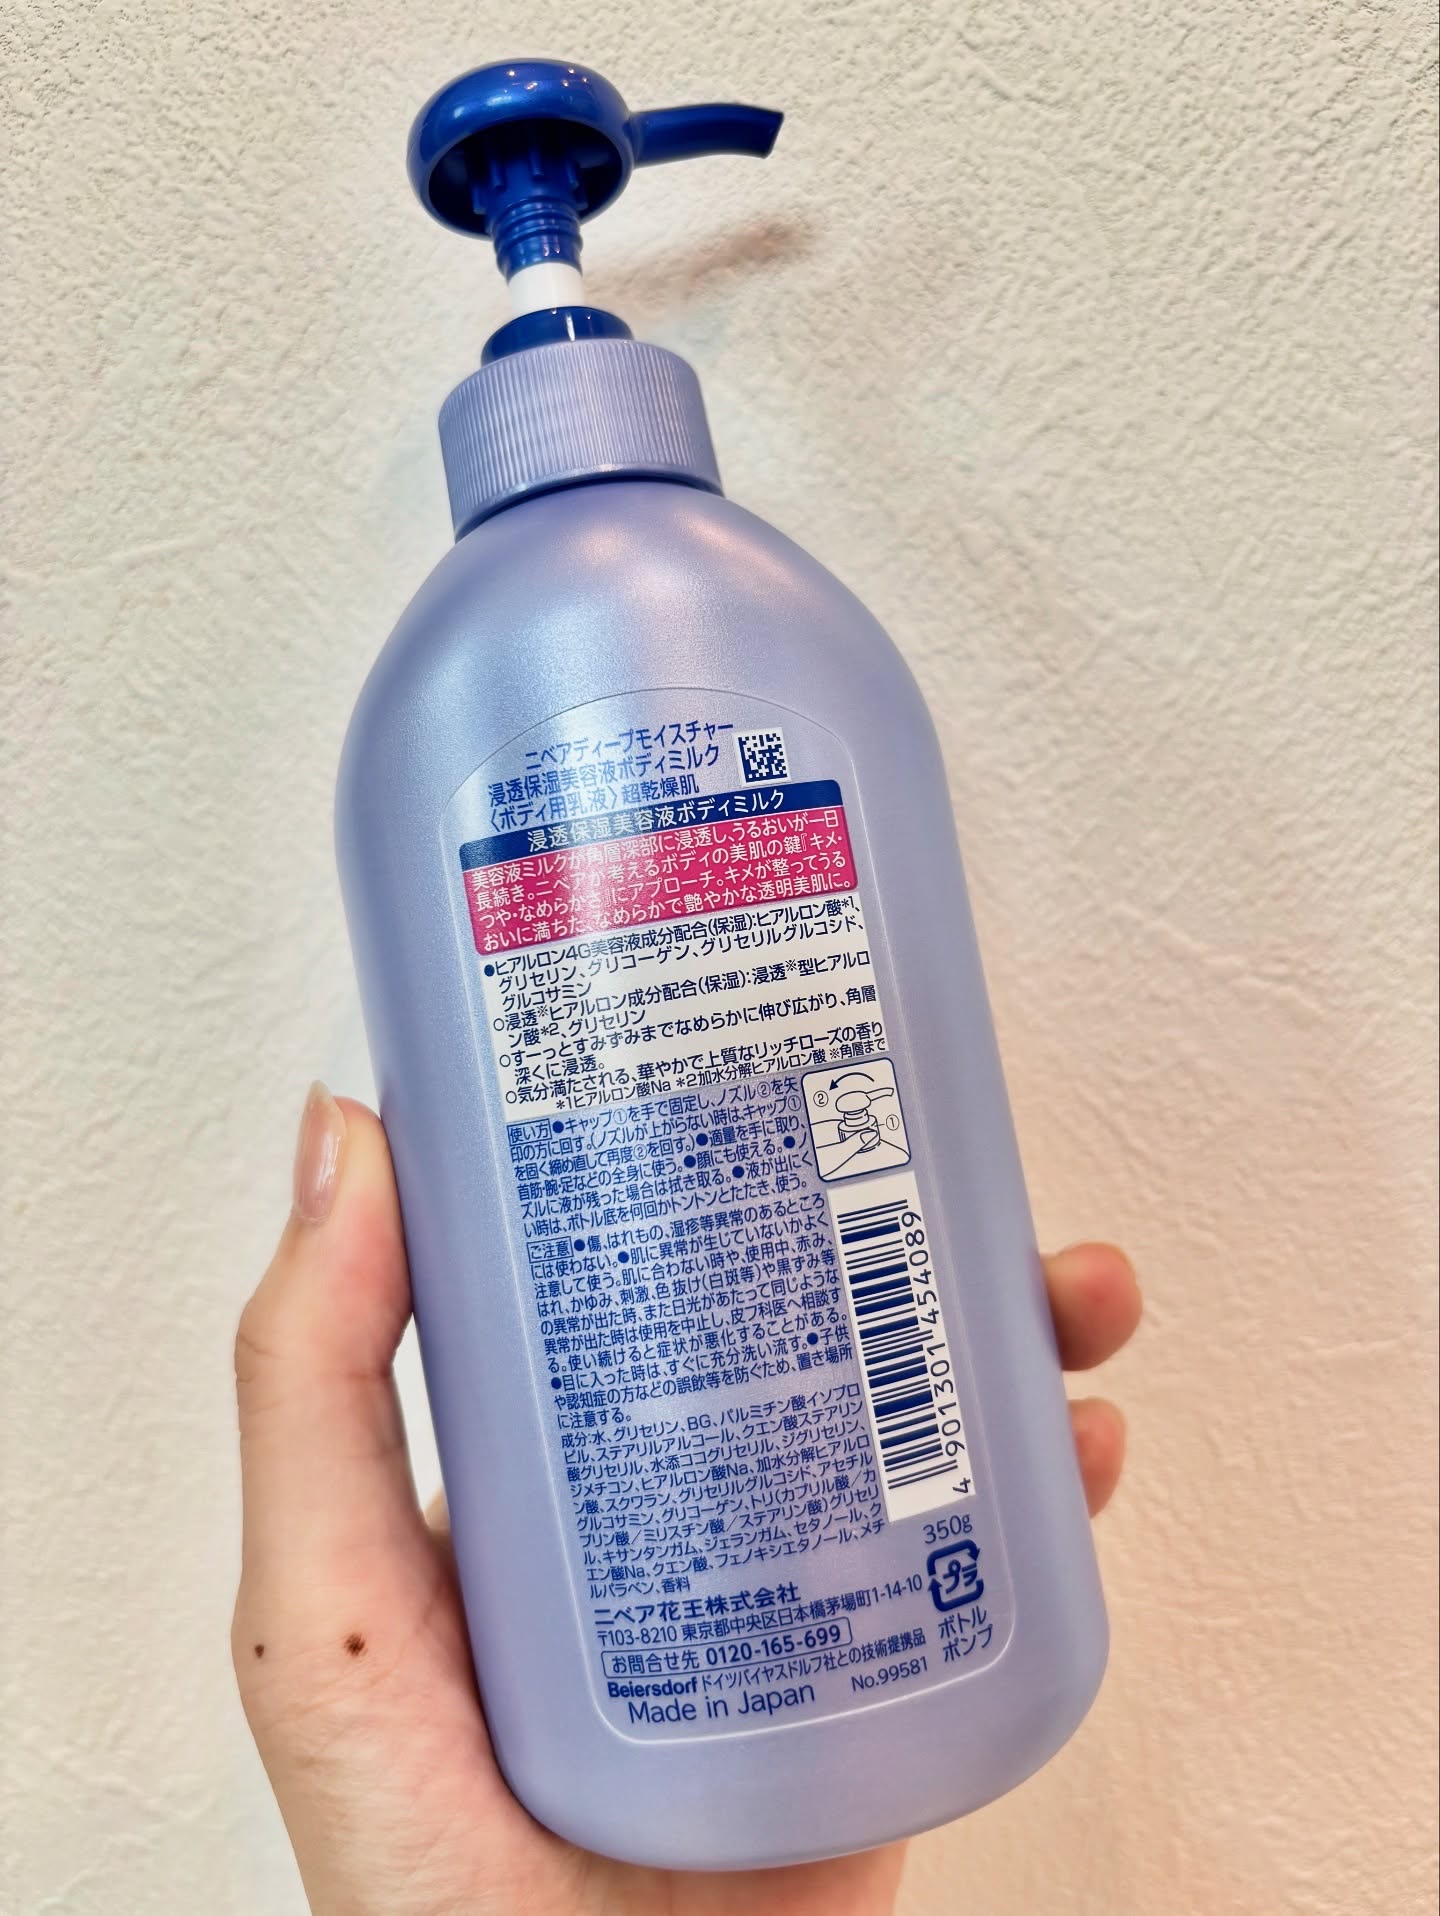 ニベアディープモイスチャー
浸透保湿美容液ボディミルク
〈ボディ用乳液〉超乾燥肌
浸透保湿美容液ボディミルク
美容液ミルクが角層深部に浸透し、うるおいが一日
長続き。ニベアが考えるボディの美肌の鍵『キメ・
つや・なめらかさ』にアプローチ。キメが整ってうる
おいに満ちた、なめらかで艶やかな透明美肌に。
●ヒアルロン4G美容液成分配合(保湿):ヒアルロン酸*1、
グリセリン、グリコーゲン、グリセリルグルコシド、
グルコサミン
○浸透※ヒアルロン成分配合(保湿):浸透※型ヒアルロ
ン酸*2、グリセリン
○すーっとすみずみまでなめらかに伸び広がり、角層
深くに浸透。
○気分満たされる、華やかで上質なリッチローズの香り
*1ヒアルロン酸Na *2加水分解ヒアルロン酸 ※角層まで
使い方 ●キャップ①を手で固定し、ノズル②を矢
印の方に回す。(ノズルが上がらない時は、キャップ①
を固く締め直して再度②を回す。)●適量を手に取り、
首筋・腕・足などの全身に使う。●顔にも使える。●ノ
ズルに液が残った場合は拭き取る。●液が出にく
い時は、ボトル底を何回かトントンとたたき、使う。
②
①
ご注意 ●傷、はれもの、湿疹等異常のあるところ
には使わない。●肌に異常が生じていないかよく
注意して使う。肌に合わない時や、使用中、赤み、
はれ、かゆみ、刺激、色抜け(白斑等)や黒ずみ等
の異常が出た時、また日光があたって同じような
異常が出た時は使用を中止し、皮フ科医へ相談す
る。使い続けると症状が悪化することがある。
●目に入った時は、すぐに充分洗い流す。●子供
や認知症の方などの誤飲等を防ぐため、置き場所
に注意する。
成分:水、グリセリン、BG、パルミチン酸イソプロ
ピル、ステアリルアルコール、クエン酸ステアリン
酸グリセリル、水添ココグリセリル、ジグリセリン、
ジメチコン、ヒアルロン酸Na、加水分解ヒアルロ
ン酸、スクワラン、グリセリルグルコシド、アセチル
グルコサミン、グリコーゲン、トリ(カプリル酸/カ
プリン酸/ミリスチン酸/ステアリン酸)グリセリ
ル、キサンタンガム、ジェランガム、セタノール、ク
エン酸Na、クエン酸、フェノキシエタノール、メチ
ルパラベン、香料
4 901301 454089
350g
プラ
ボトル
ポンプ
ニベア花王株式会社
〒103-8210 東京都中央区日本橋茅場町1-14-10
お問合せ先 0120-165-699
Beiersdorf ドイツバイヤスドルフ社との技術提携品
Made in Japan No.99581